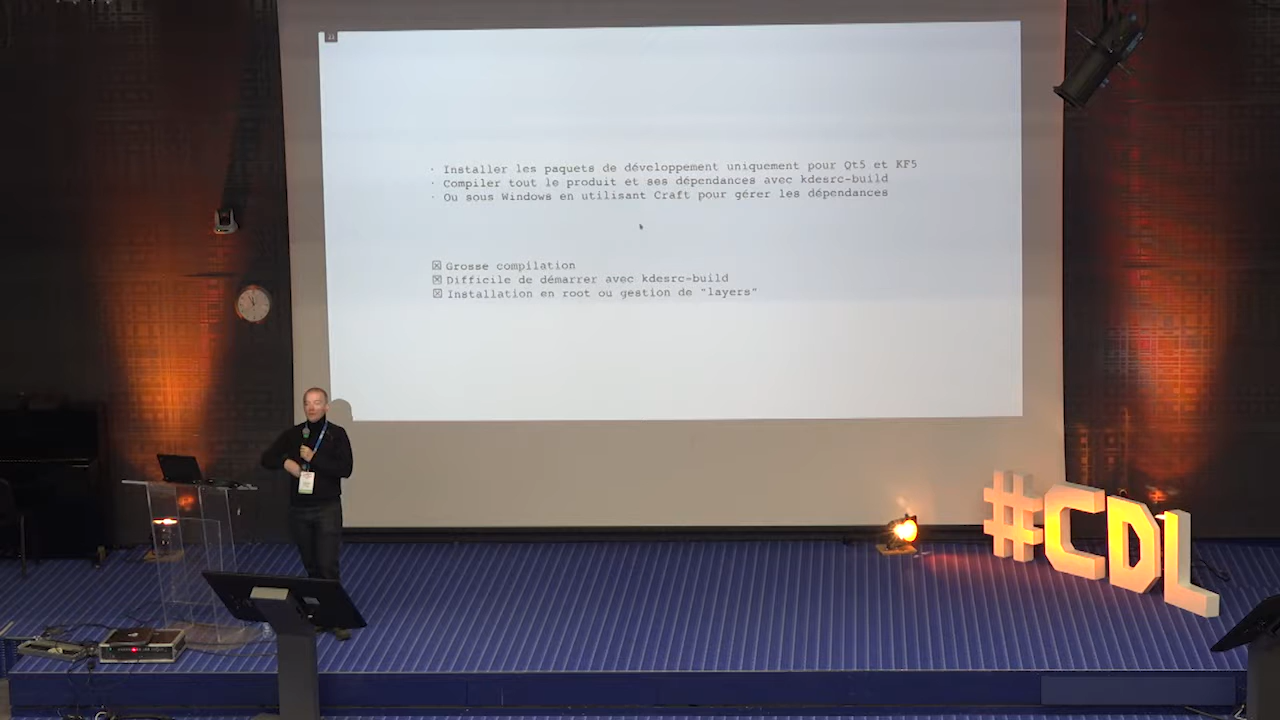 · Installer les paquets de développement uniquement pour Qt5 et KF5
· Compiler tout le produit et ses dépendances avec kdesrc-build
· Ou sous Windows en utilisant Craft pour gérer les dépendances
☒ Grosse compilation
☒ Difficile de démarrer avec kdesrc-build
☒ Installation en root ou gestion de "layers"
#CDL